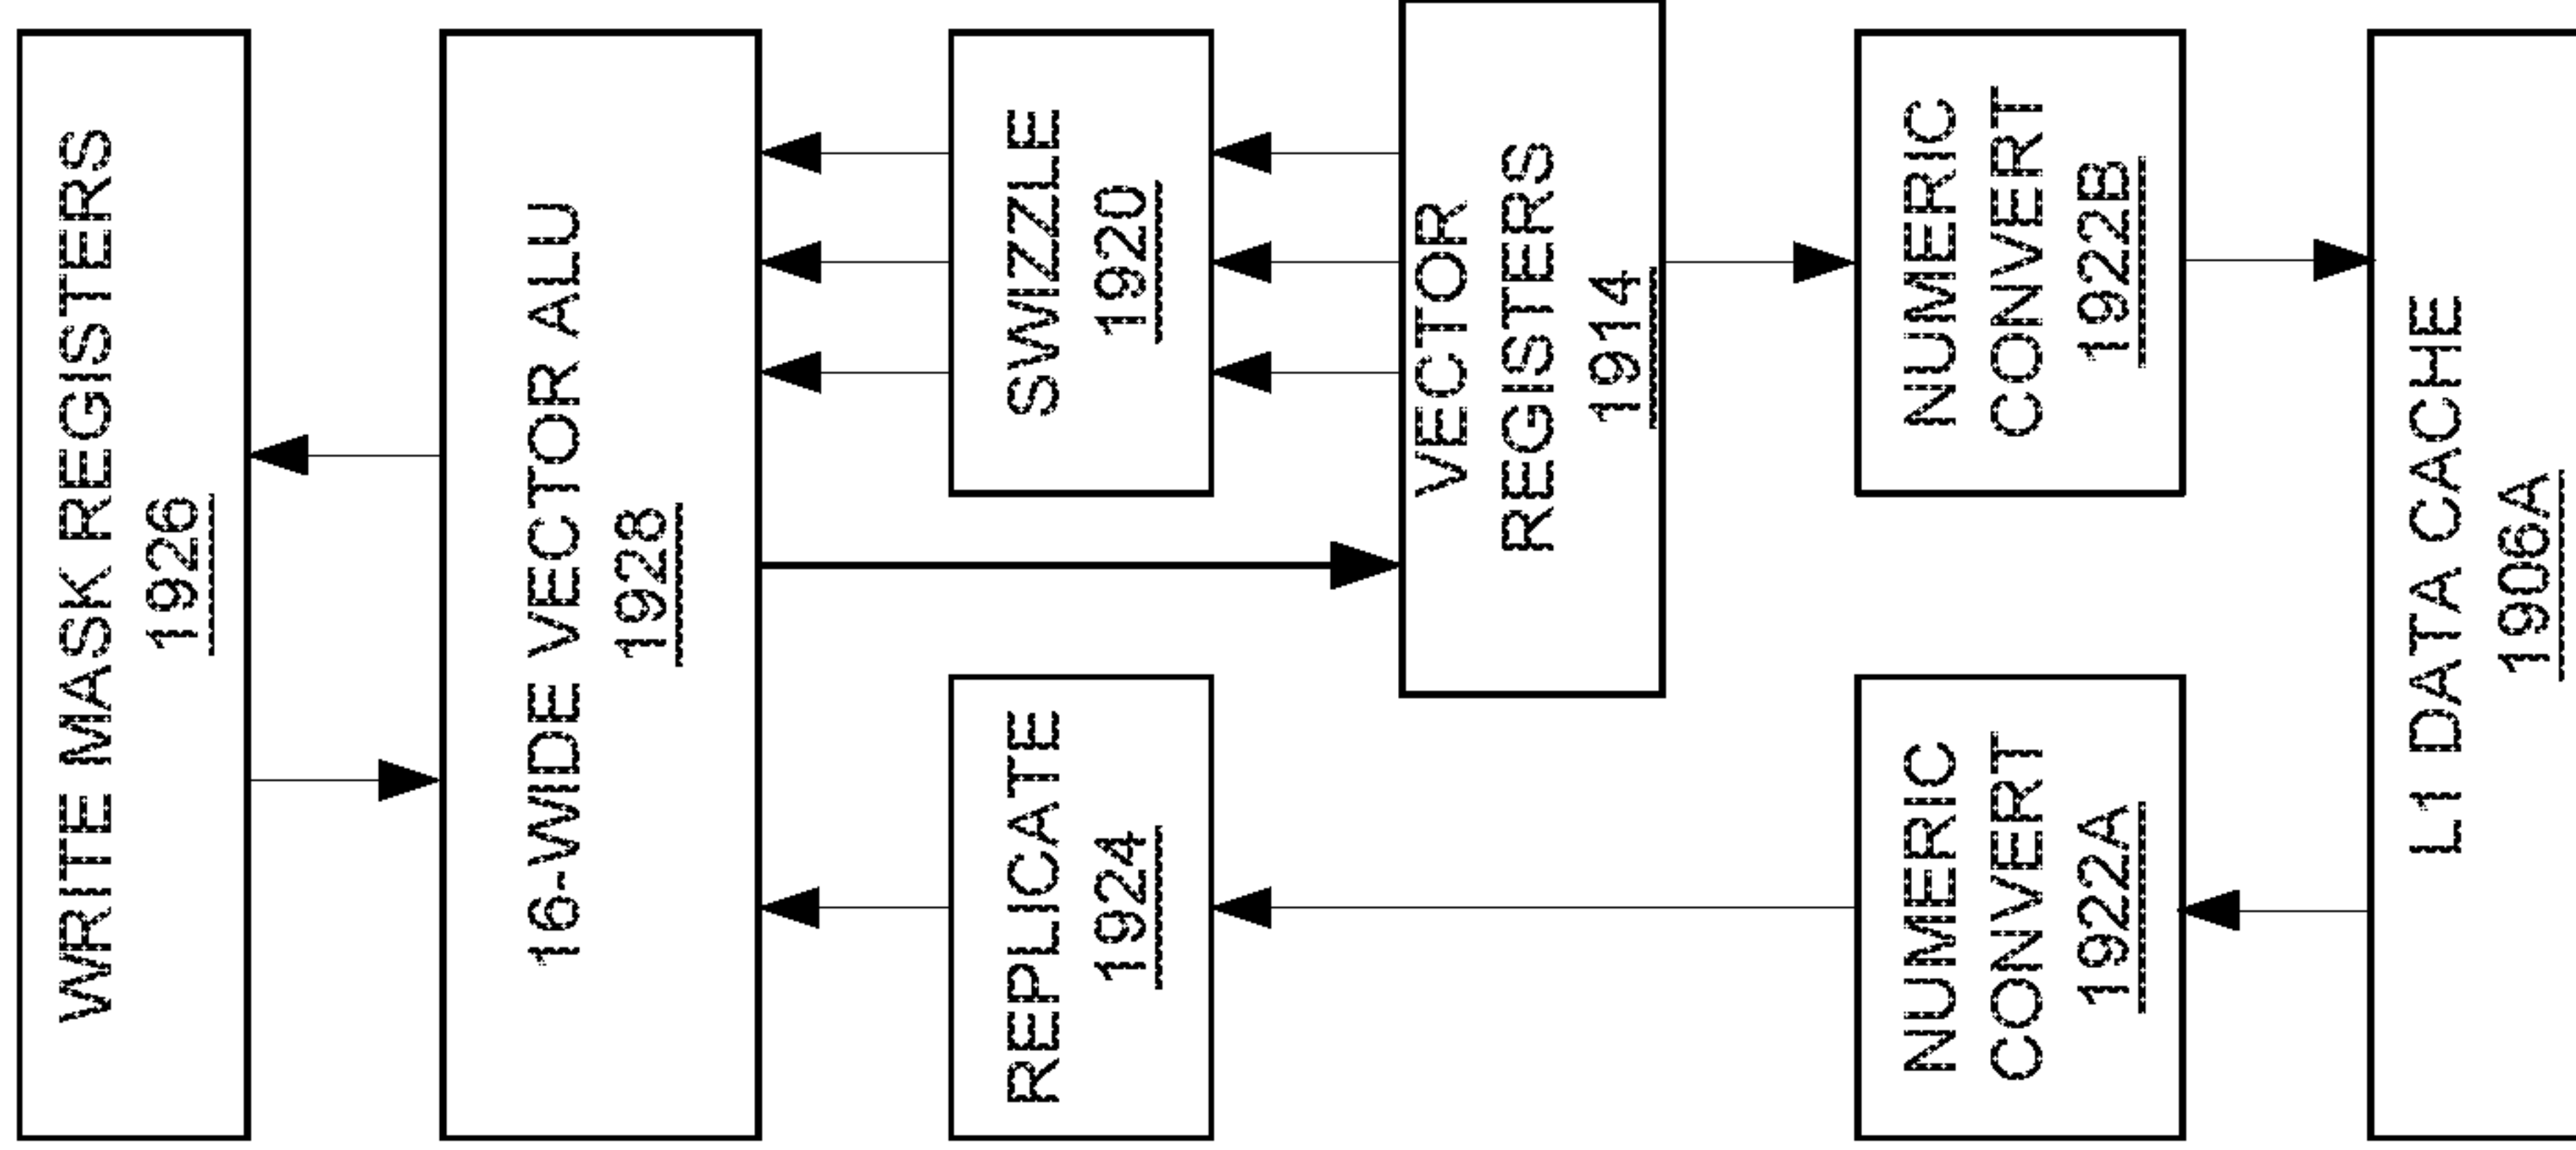 WRITE MASK REGISTERS
1926
16-WIDE VECTOR ALU
1928
REPLICATE
1924
SWIZZLE
1920
VECTOR
REGISTERS
1914
NUMERIC
CONVERT
1922A
NUMERIC
CONVERT
1922B
L1 DATA CACHE
1906A